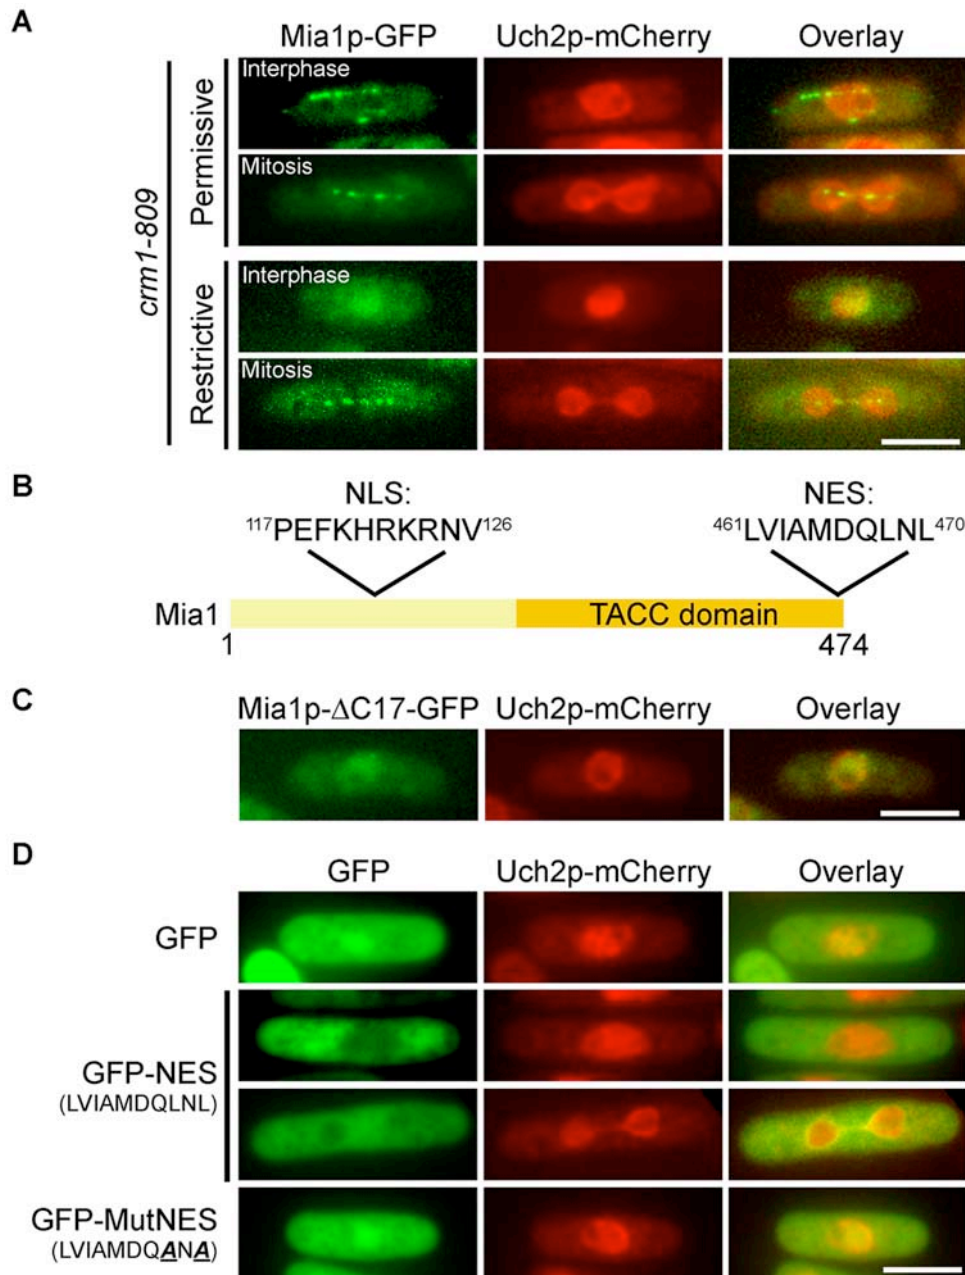 A
Mia1p-GFP Uch2p-mCherry Overlay
crm1-809
Permissive
Interphase
Mitosis
Restrictive
Interphase
Mitosis
B
NLS: NES:
117PEFKHRKRNV126 461LVIAMDQLNL470
Mia1 TACC domain
1 474
C
Mia1p-ΔC17-GFP Uch2p-mCherry Overlay
D
GFP Uch2p-mCherry Overlay
GFP
GFP-NES
(LVIAMDQLNL)
GFP-MutNES
(LVIAMDQANA)